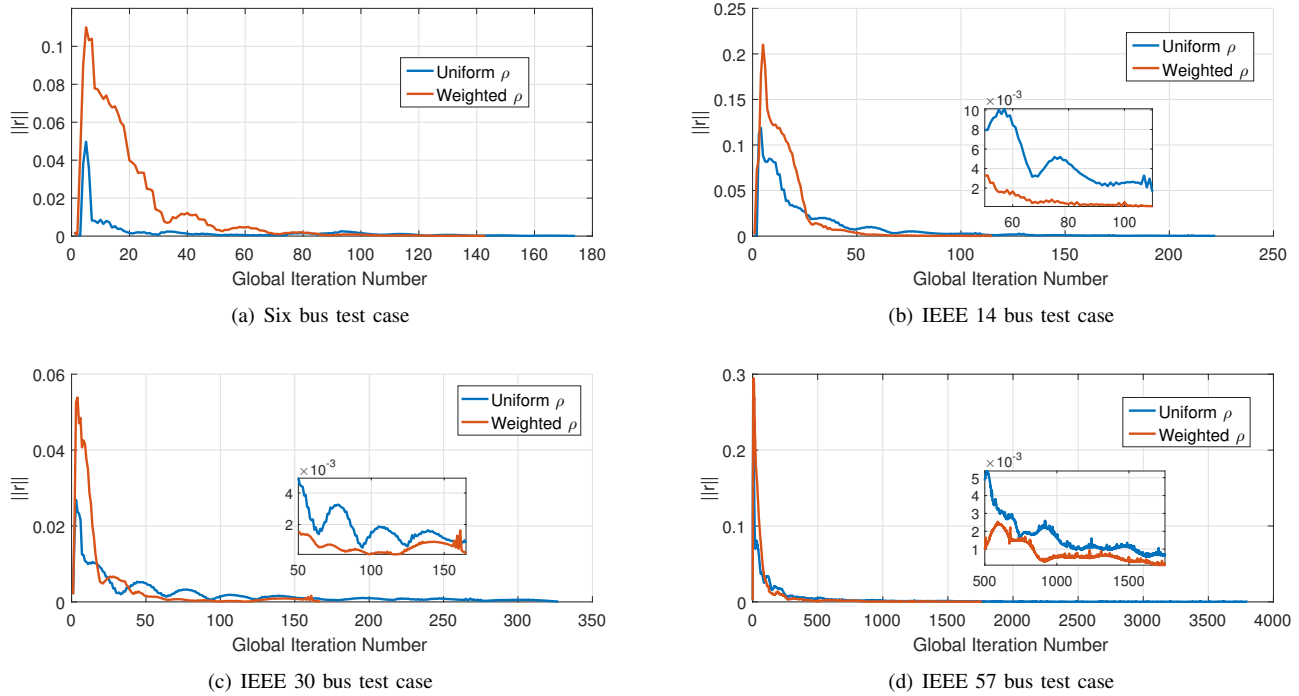 0.1
0.08
0.06
0.04
0.02
0
||r||
Uniform ρ
Weighted ρ
0 20 40 60 80 100 120 140 160 180
Global Iteration Number
(a) Six bus test case
0.25
0.20
0.15
0.10
0.05
0
||r||
Uniform ρ
Weighted ρ
× 10-3
10
8
6
4
2
60 80 100
0 50 100 150 200 250
Global Iteration Number
(b) IEEE 14 bus test case
0.06
0.04
0.02
0
||r||
Uniform ρ
Weighted ρ
× 10-3
4
2
50 100 150
0 50 100 150 200 250 300 350
Global Iteration Number
(c) IEEE 30 bus test case
0.3
0.2
0.1
0
||r||
Uniform ρ
Weighted ρ
× 10-3
5
4
3
2
1
500 1000 1500
0 500 1000 1500 2000 2500 3000 3500 4000
Global Iteration Number
(d) IEEE 57 bus test case